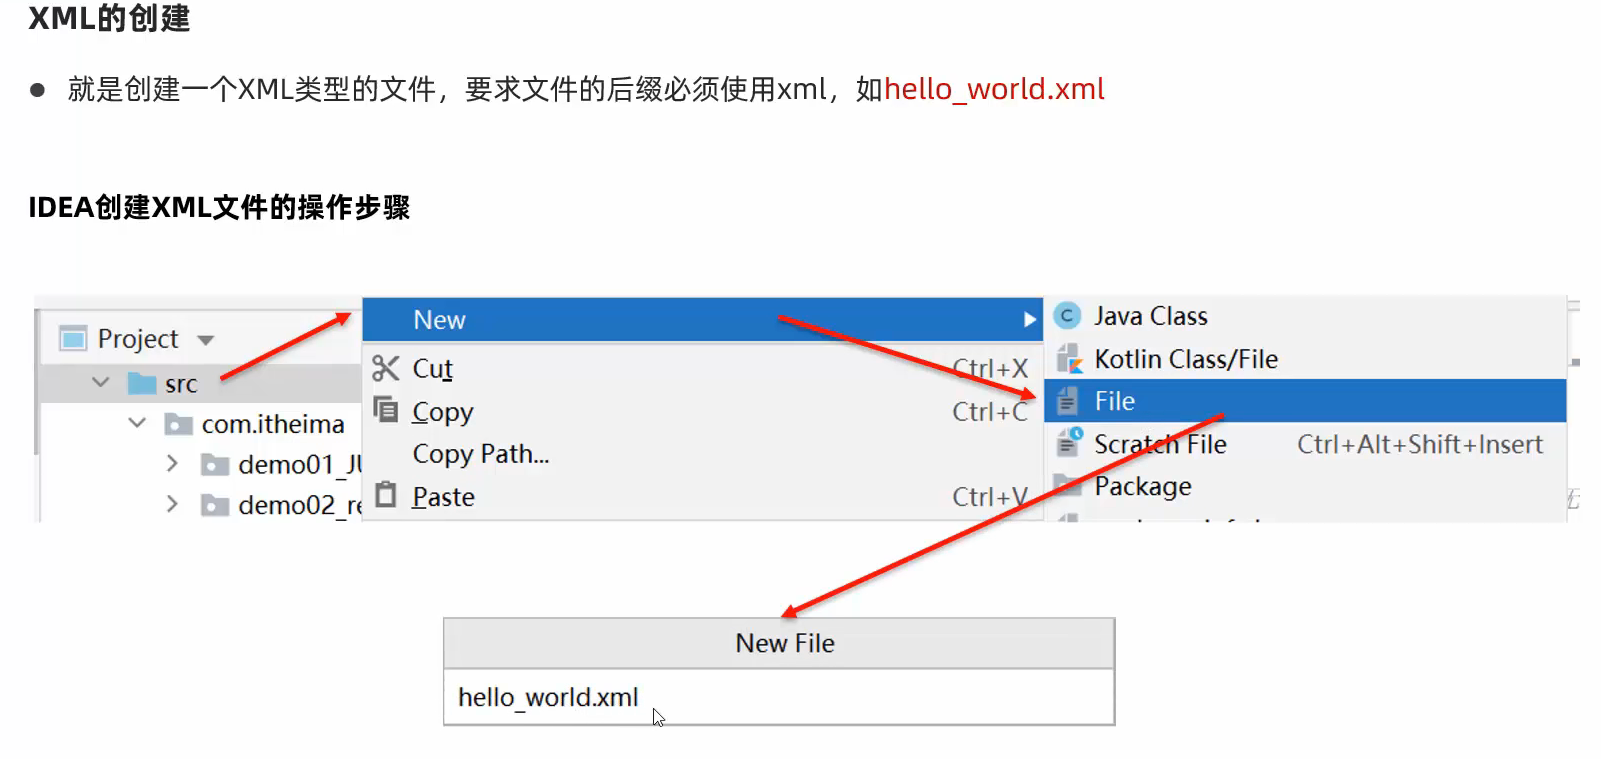 XML的创建
就是创建一个XML类型的文件，要求文件的后缀必须使用xml，如hello_world.xml
IDEA创建XML文件的操作步骤
Project
src
com.itheima
demo01_JU
demo02_re
New
Cut Ctrl+X
Copy Ctrl+C
Copy Path...
Paste Ctrl+V
Java Class
Kotlin Class/File
File
Scratch File Ctrl+Alt+Shift+Insert
Package
New File
hello_world.xml